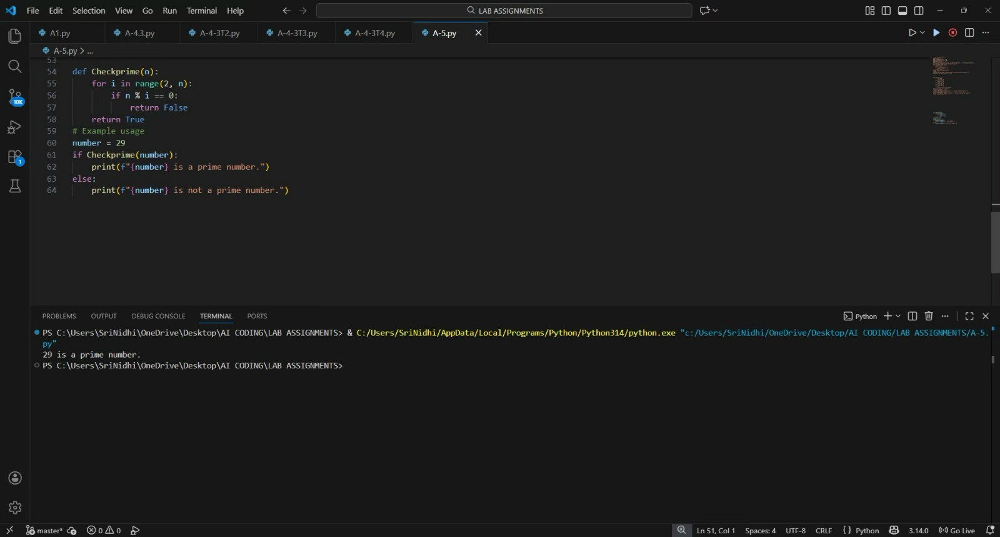 File Edit Selection View Go Run Terminal Help
LAB ASSIGNMENTS
A1.py A-4.3.py A-4-3T2.py A-4-3T3.py A-4-3T4.py A-5.py
A-5.py > ...
53
54 def Checkprime(n):
55 for i in range(2, n):
56 if n % i == 0:
57 return False
58 return True
59 # Example usage
60 number = 29
61 if Checkprime(number):
62 print(f"{number} is a prime number.")
63 else:
64 print(f"{number} is not a prime number.")
10K
1
PROBLEMS OUTPUT DEBUG CONSOLE TERMINAL PORTS
Python
PS C:\Users\SriNidhi\OneDrive\Desktop\AI CODING\LAB ASSIGNMENTS> & C:/Users/SriNidhi/AppData/Local/Programs/Python/Python314/python.exe "c:/Users/SriNidhi/OneDrive/Desktop/AI CODING/LAB ASSIGNMENTS/A-5.
py"
29 is a prime number.
PS C:\Users\SriNidhi\OneDrive\Desktop\AI CODING\LAB ASSIGNMENTS>
master* 0 0 Ln 51, Col 1 Spaces: 4 UTF-8 CRLF {} Python 3.14.0 Go Live